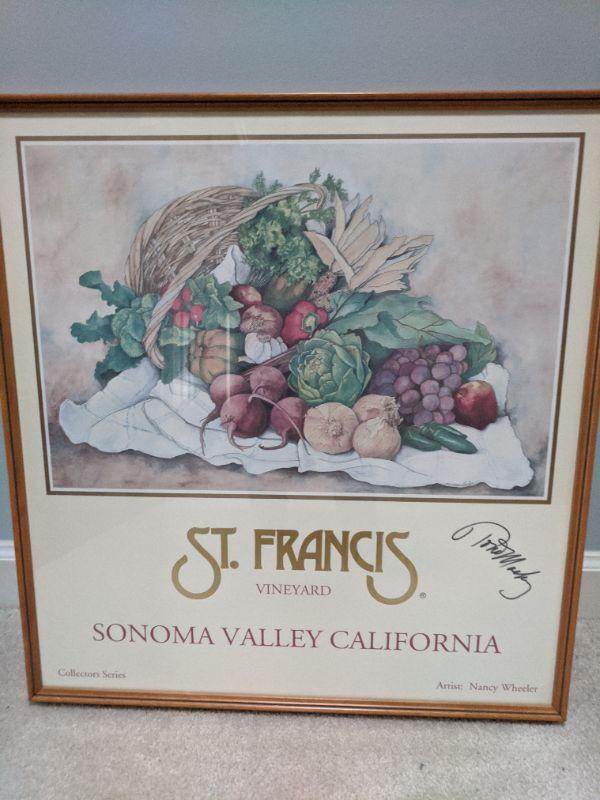 ST. FRANCIS
VINEYARD
®
SONOMA VALLEY CALIFORNIA
Collectors Series
Artist: Nancy Wheeler